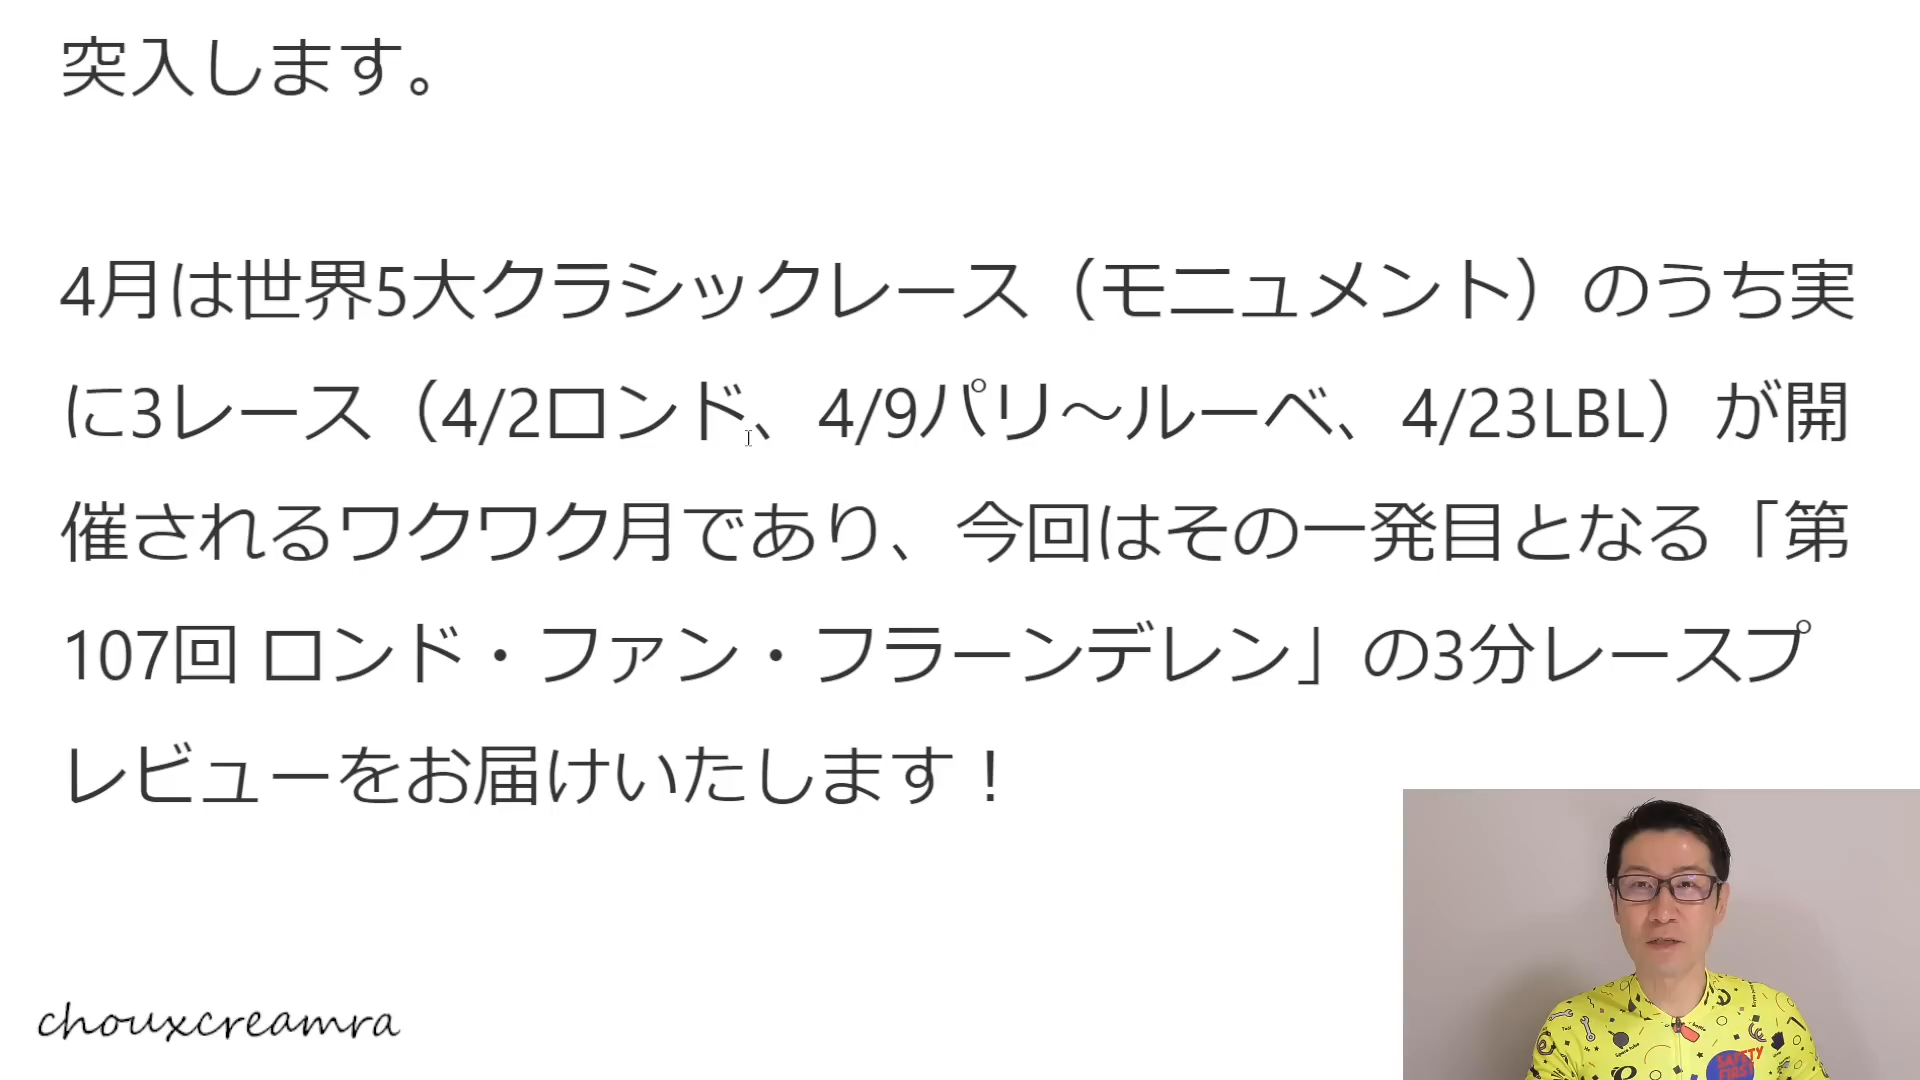 突入します。
4月は世界5大クラシックレース（モニュメント）のうち実
に3レース（4/2ロンド、4/9パリ～ルーベ、4/23LBL）が開
催されるワクワク月であり、今回はその一発目となる「第
107回 ロンド・ファン・フラーンデレン」の3分レースプ
レビューをお届けいたします！
chouxcreamra
SAFETY
FIRST